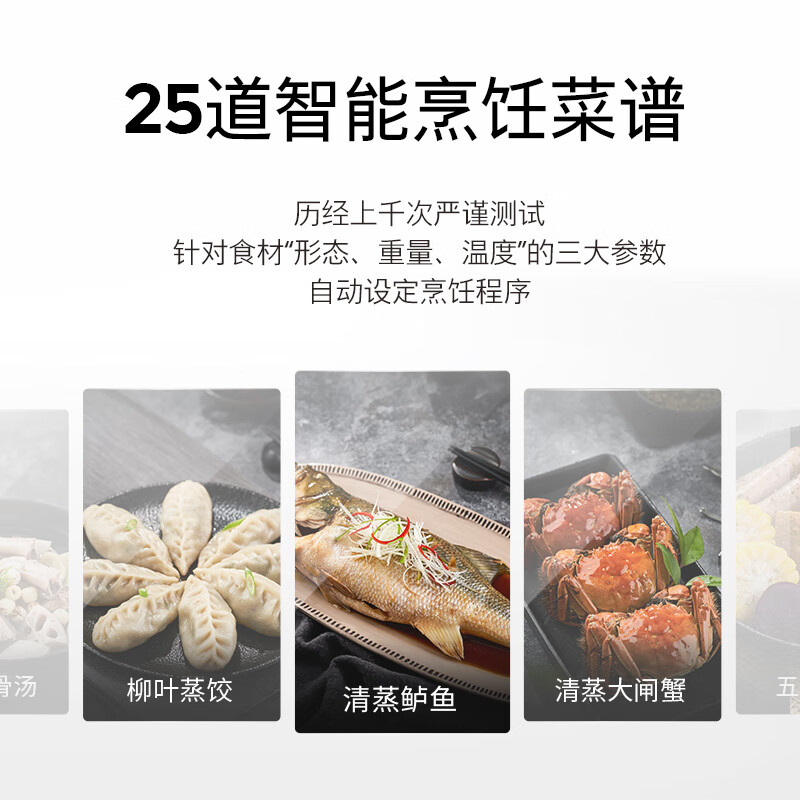 25道智能烹饪菜谱
历经上千次严谨测试
针对食材“形态、重量、温度”的三大参数
自动设定烹饪程序
骨汤
柳叶蒸饺
清蒸鲈鱼
清蒸大闸蟹
五